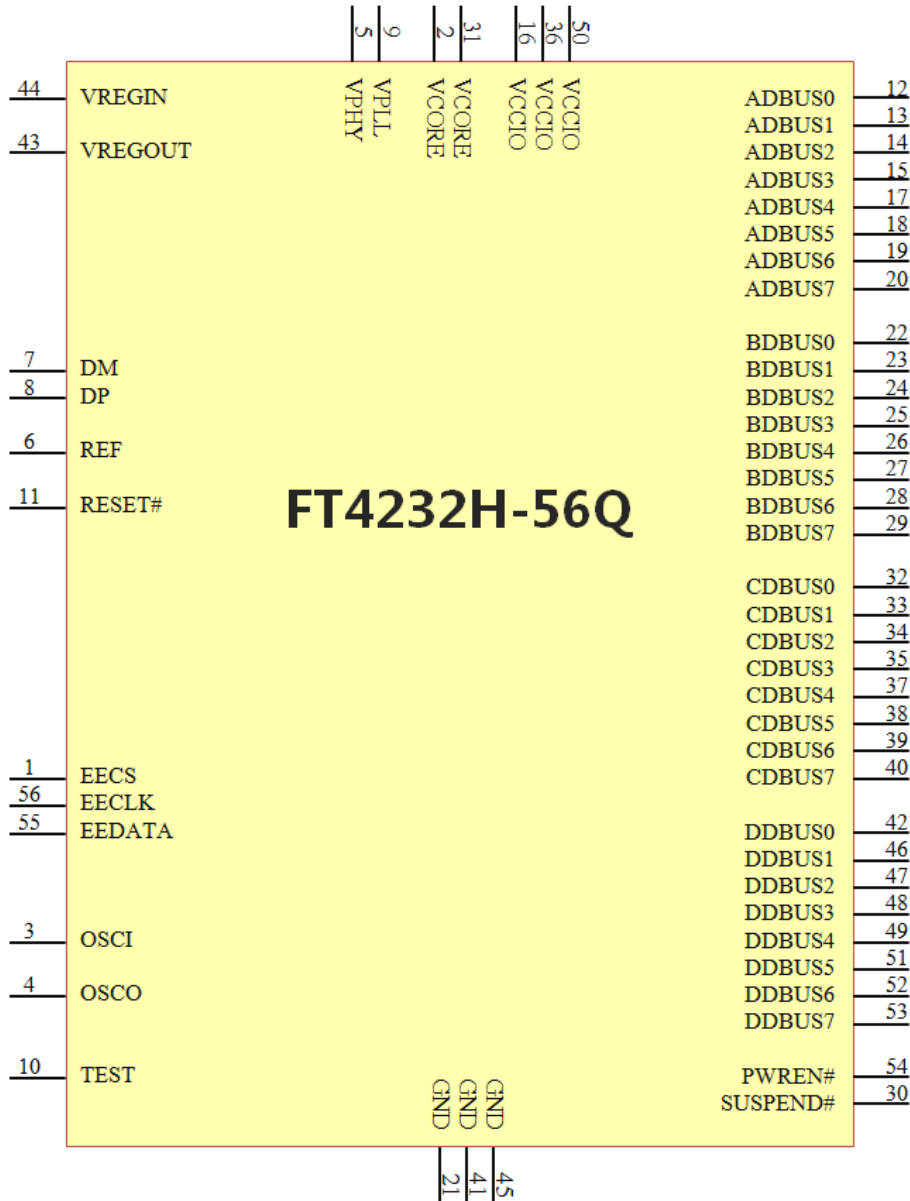 5 9 2 31 16 36 50
VPHY VPLL VCORE VCORE VCCIO VCCIO VCCIO
44 VREGIN ADBUS0 12
ADBUS1 13
43 VREGOUT ADBUS2 14
ADBUS3 15
ADBUS4 17
ADBUS5 18
ADBUS6 19
ADBUS7 20
BDBUS0 22
7 DM BDBUS1 23
8 DP BDBUS2 24
BDBUS3 25
6 REF BDBUS4 26
BDBUS5 27
11 RESET# BDBUS6 28
FT4232H-56Q
BDBUS7 29
CDBUS0 32
CDBUS1 33
CDBUS2 34
CDBUS3 35
CDBUS4 37
CDBUS5 38
CDBUS6 39
1 EECS CDBUS7 40
56 EECLK
55 EEDATA DDBUS0 42
DDBUS1 46
DDBUS2 47
DDBUS3 48
3 OSCI DDBUS4 49
DDBUS5 51
4 OSCO DDBUS6 52
DDBUS7 53
10 TEST PWREN# 54
SUSPEND# 30
GND GND GND
21 41 45